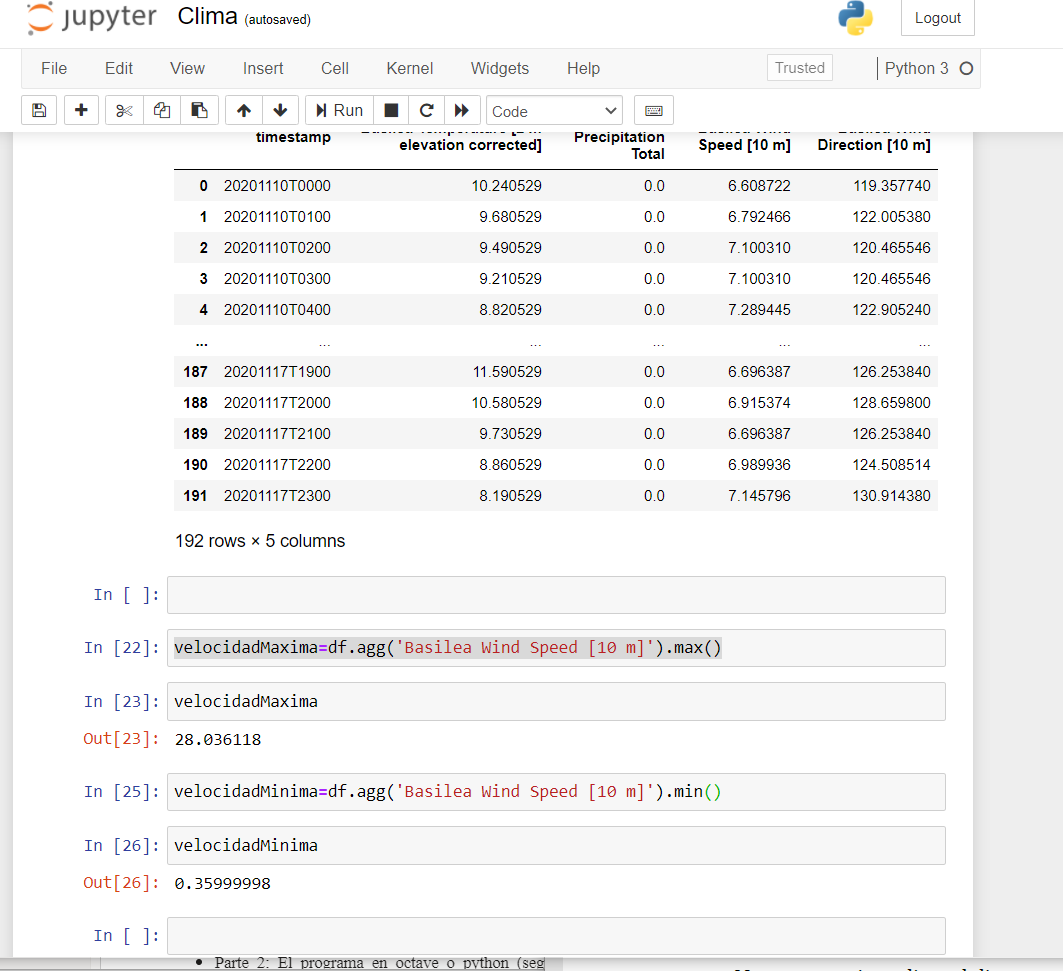 jupyter Clima (autosaved) Logout
File Edit View Insert Cell Kernel Widgets Help Trusted Python 3
Run Code
timestamp elevation corrected] Precipitation Total Speed [10 m] Direction [10 m]
0 20201110T0000 10.240529 0.0 6.608722 119.357740
1 20201110T0100 9.680529 0.0 6.792466 122.005380
2 20201110T0200 9.490529 0.0 7.100310 120.465546
3 20201110T0300 9.210529 0.0 7.100310 120.465546
4 20201110T0400 8.820529 0.0 7.289445 122.905240
... ... ... ... ... ...
187 20201117T1900 11.590529 0.0 6.696387 126.253840
188 20201117T2000 10.580529 0.0 6.915374 128.659800
189 20201117T2100 9.730529 0.0 6.696387 126.253840
190 20201117T2200 8.860529 0.0 6.989936 124.508514
191 20201117T2300 8.190529 0.0 7.145796 130.914380
192 rows × 5 columns
In [ ]:
In [22]: velocidadMaxima=df.agg('Basilea Wind Speed [10 m]').max()
In [23]: velocidadMaxima
Out[23]: 28.036118
In [25]: velocidadMinima=df.agg('Basilea Wind Speed [10 m]').min()
In [26]: velocidadMinima
Out[26]: 0.35999998
In [ ]:
• Parte 2: El programa en octave o python (seg